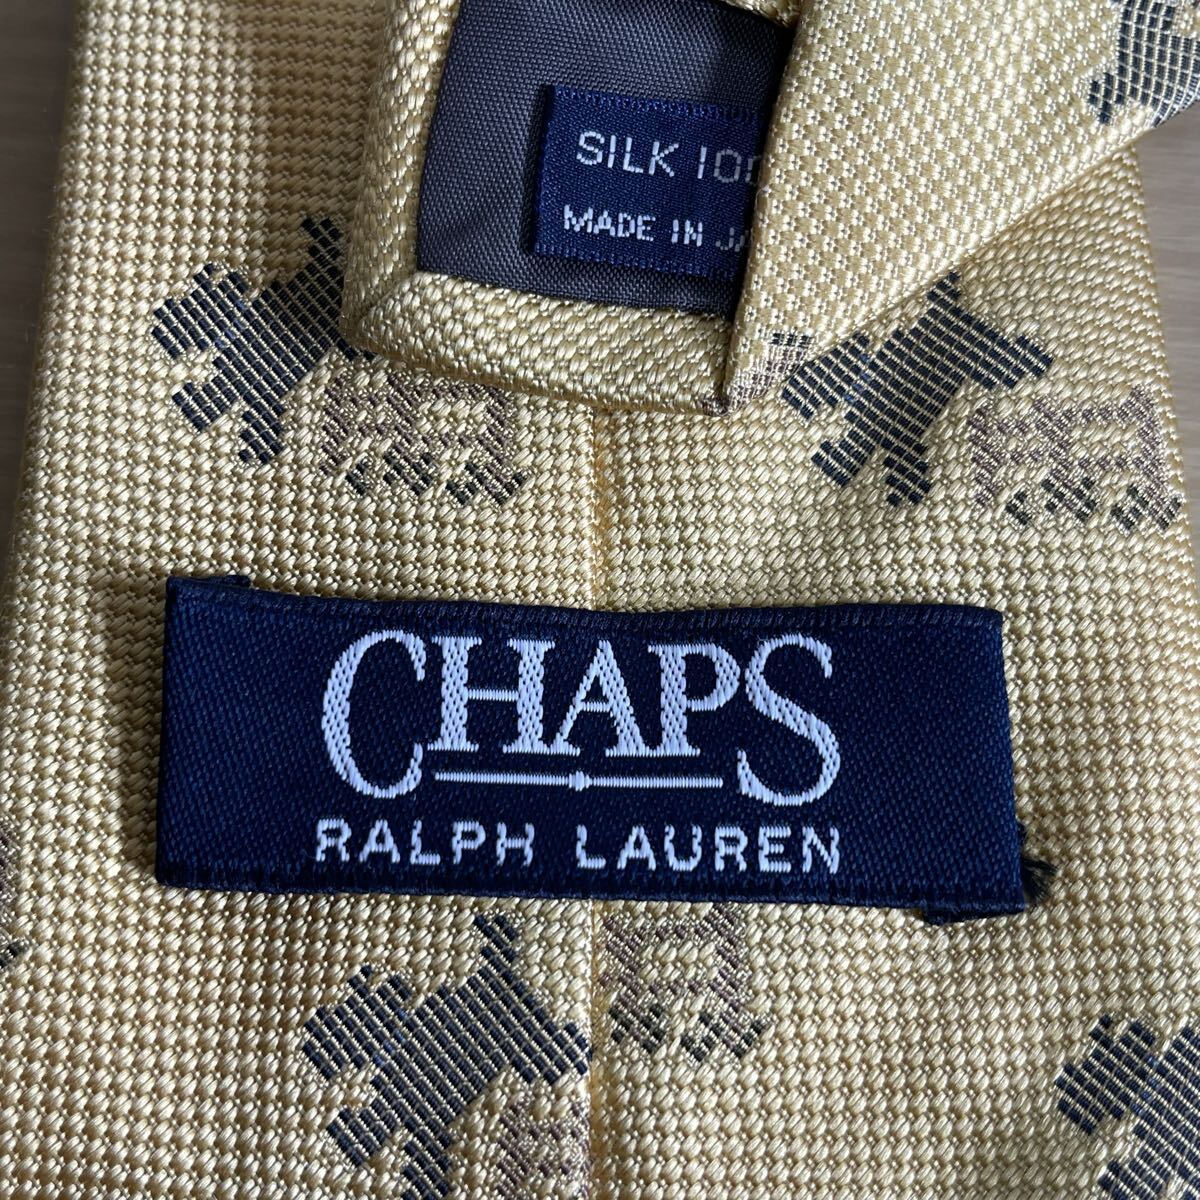 SILK 100
MADE IN JA
CHAPS
RALPH LAUREN